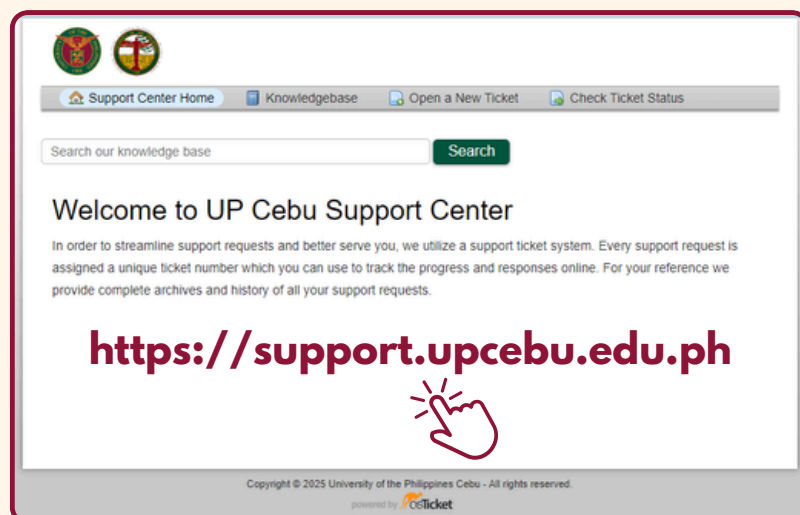 Support Center Home Knowledgebase Open a New Ticket Check Ticket Status
Search our knowledge base Search
Welcome to UP Cebu Support Center
In order to streamline support requests and better serve you, we utilize a support ticket system. Every support request is
assigned a unique ticket number which you can use to track the progress and responses online. For your reference we
provide complete archives and history of all your support requests.
https://support.upcebu.edu.ph
Copyright © 2025 University of the Philippines Cebu - All rights reserved.
powered by osTicket